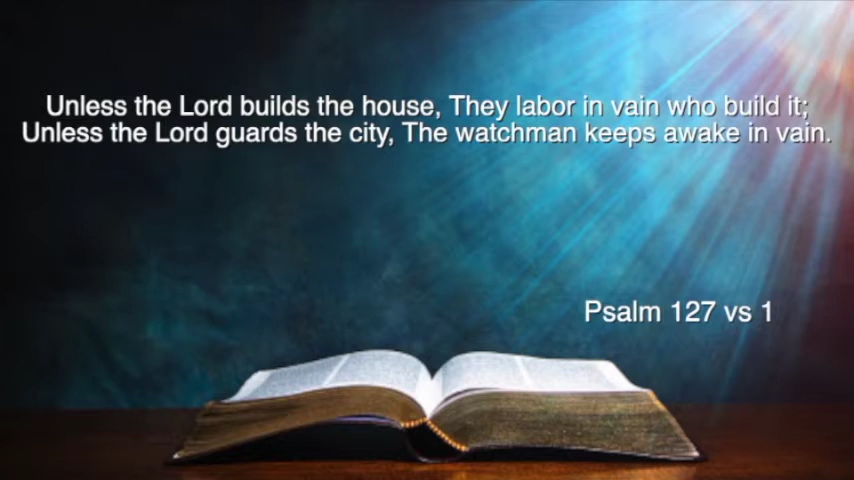 Unless the Lord builds the house, They labor in vain who build it;
Unless the Lord guards the city, The watchman keeps awake in vain.
Psalm 127 vs 1